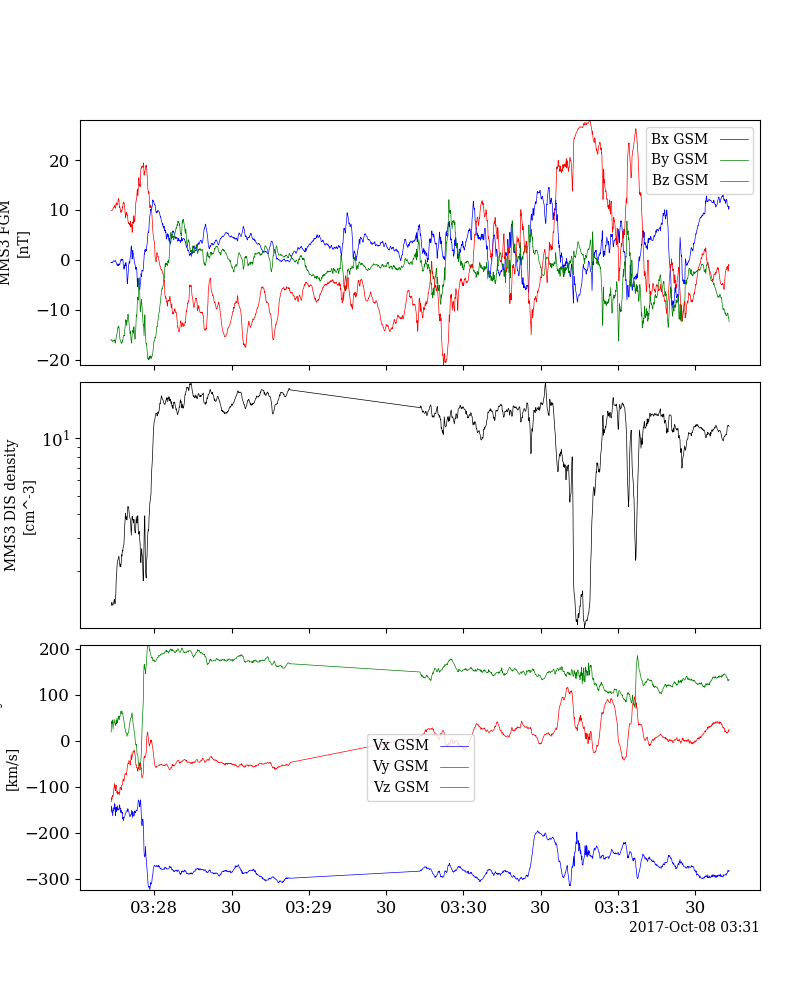 20
10
0
−10
−20
MMS3 FGM
[nT]
Bx GSM
By GSM
Bz GSM
10^1
MMS3 DIS density
[cm^-3]
200
100
0
−100
−200
−300
[km/s]
Vx GSM
Vy GSM
Vz GSM
03:28 30 03:29 30 03:30 30 03:31 30
2017-Oct-08 03:31